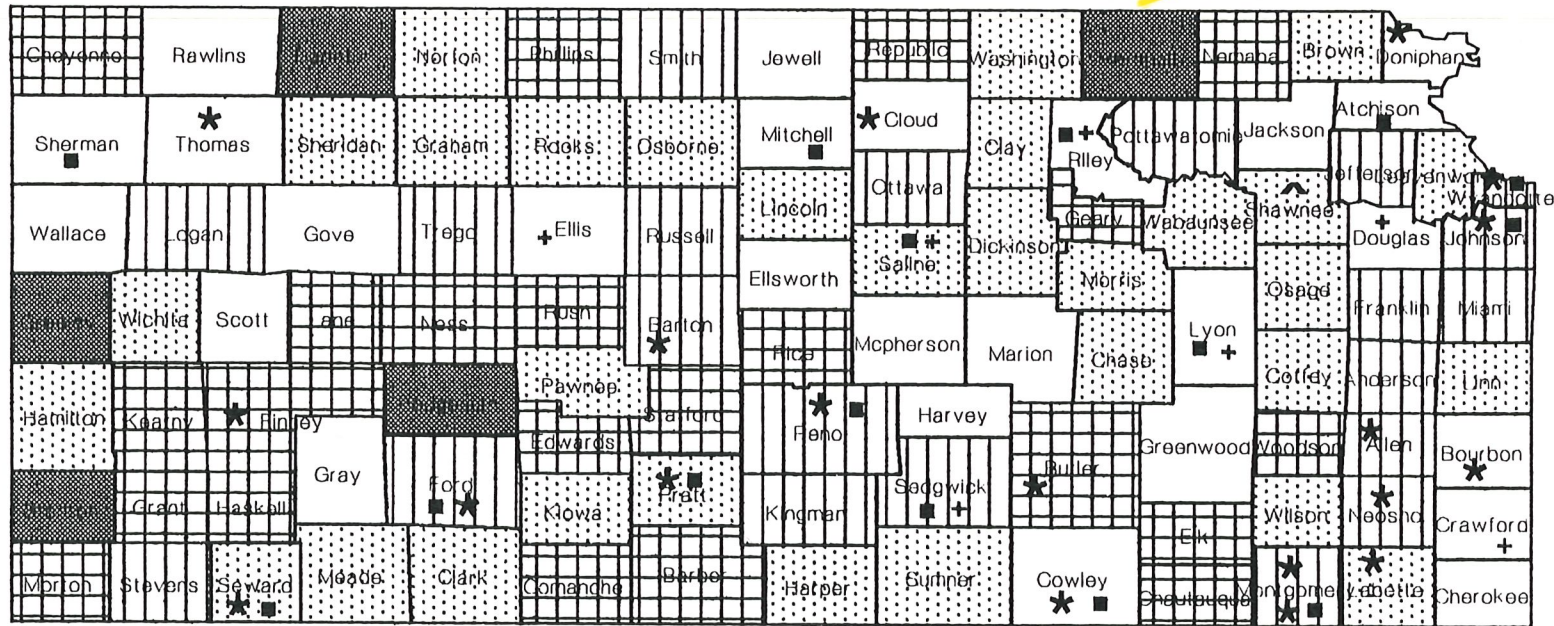 Cheyenne Rawlins Norton Phillips Smith Jewell Republic Washington Nemaha Brown Doniphan
Sherman Thomas Sheridan Graham Rooks Osborne Mitchell Cloud Clay Riley Pottawatomie Jackson Atchison
Wallace Logan Gove Trego Ellis Russell Lincoln Ottawa Saline Dickinson Geary Wabaunsee Shawnee Jefferson Leavenworth Wyandotte
Douglas Johnson
Wichita Scott Lane Ness Rush Barton Ellsworth Rice Mcpherson Marion Morris Chase Lyon Osage Franklin Miami
Hamilton Kearny Finney Pawnee Edwards Stafford Reno Harvey Coffey Anderson Linn
Grant Haskell Gray Ford Kiowa Pratt Kingman Sedgwick Butler Greenwood Woodson Allen Bourbon
Wilson Neosho Crawford
Morton Stevens Seward Meade Clark Comanche Barber Harper Sumner Cowley Elk Chautauqua Montgomery Labette Cherokee